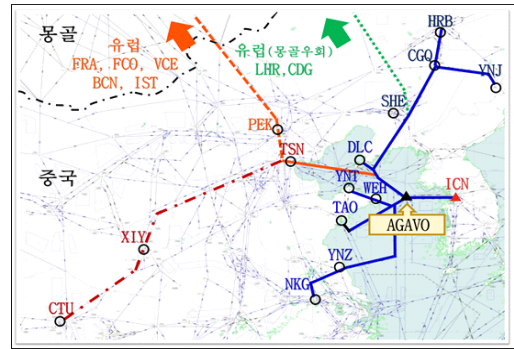 HRB
몽골
유럽
유럽(몽골우회)
CGQ
FRA, FCO, VCE
LHR,CDG
YNJ
BCN, IST
SHE
PEK
TSN
DLC
중국
YNT
WEH
ICN
TAO
AGAVO
XIY
YNZ
NKG
CTU